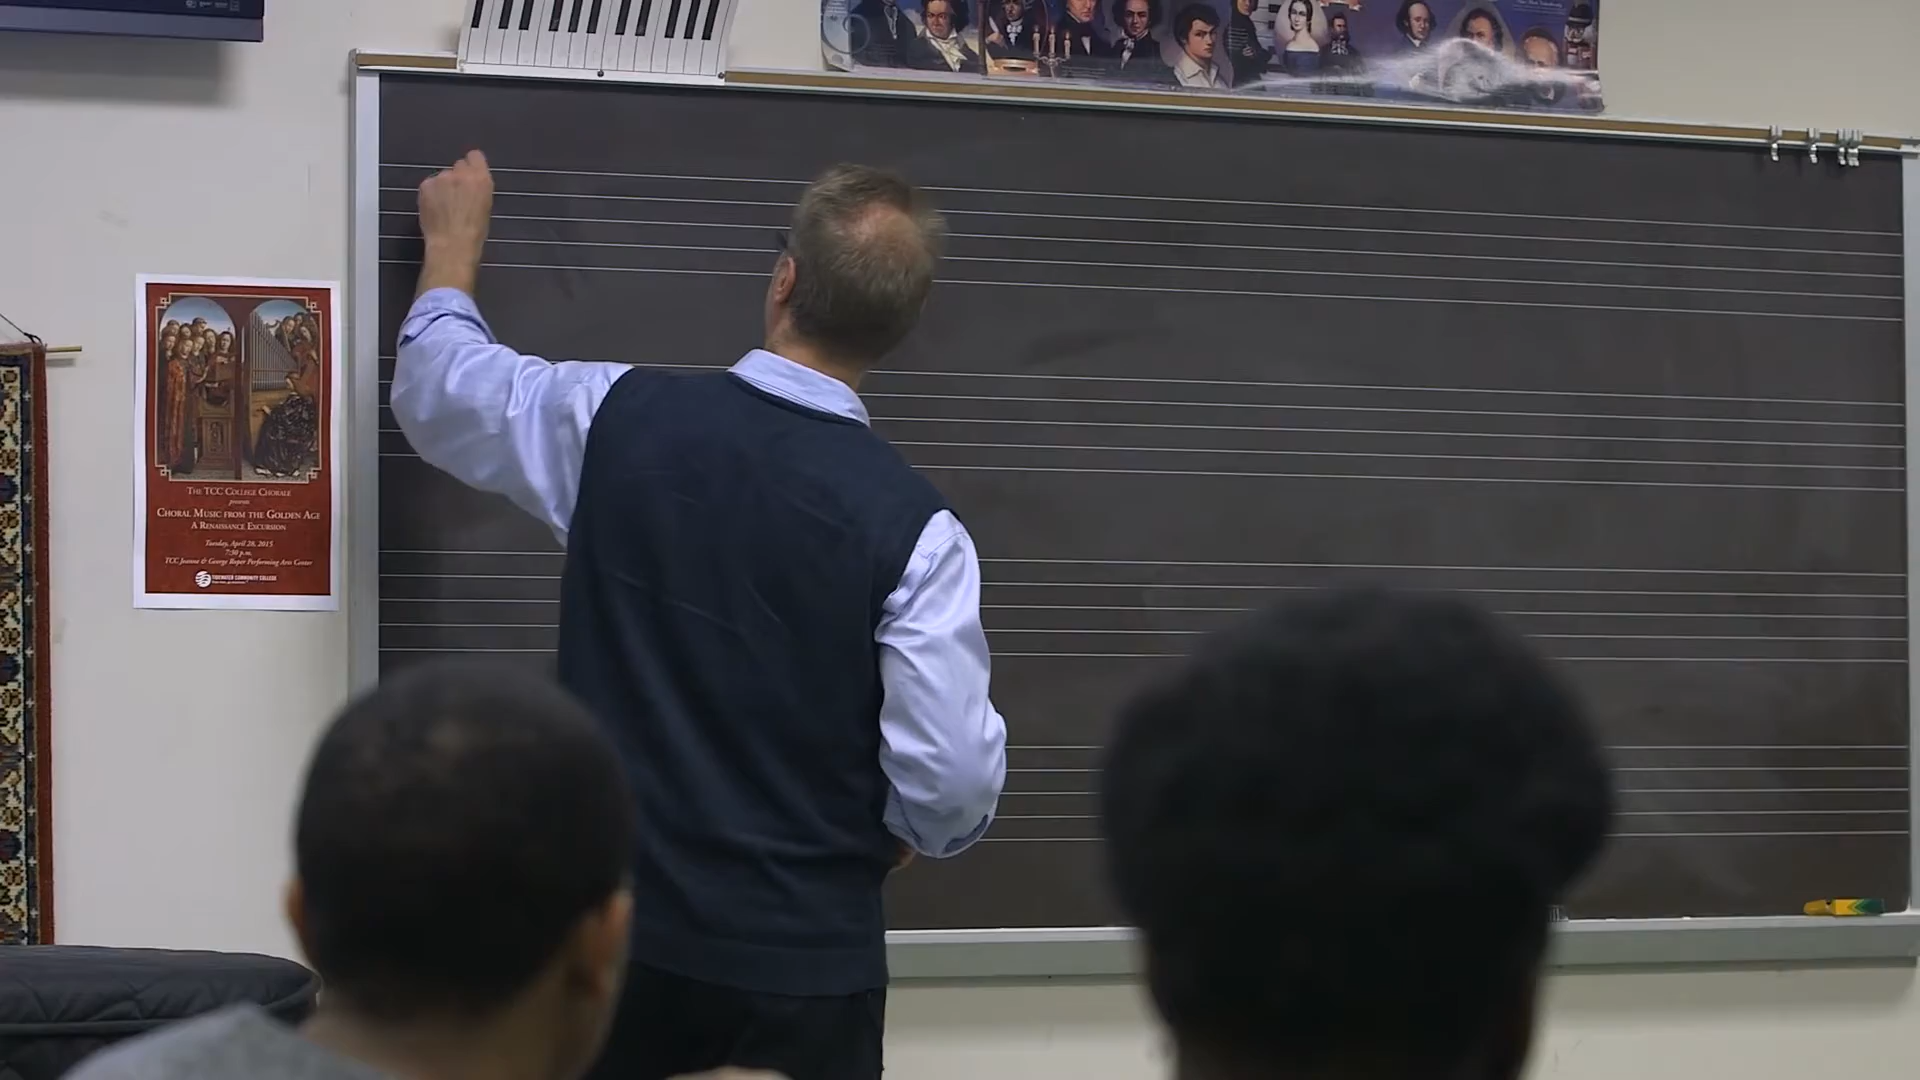 THE TCC COLLEGE CHORALE
presents
CHORAL MUSIC FROM THE GOLDEN AGE
A RENAISSANCE EXCURSION
Tuesday, April 28, 2015
7:30 p.m.
TCC Jeanne & George Roper Performing Arts Center
TIDEWATER COMMUNITY COLLEGE